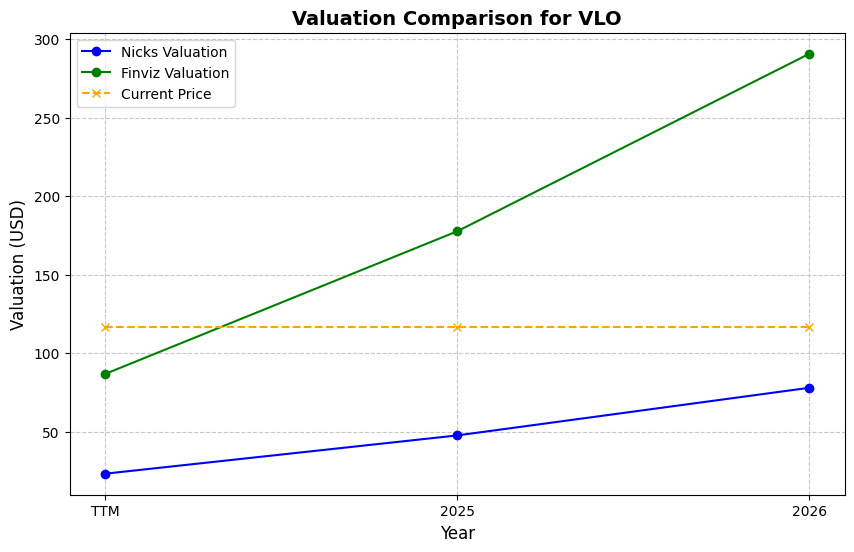 Valuation Comparison for VLO
Nicks Valuation
Finviz Valuation
Current Price
300
250
200
150
100
50
Valuation (USD)
TTM
2025
2026
Year